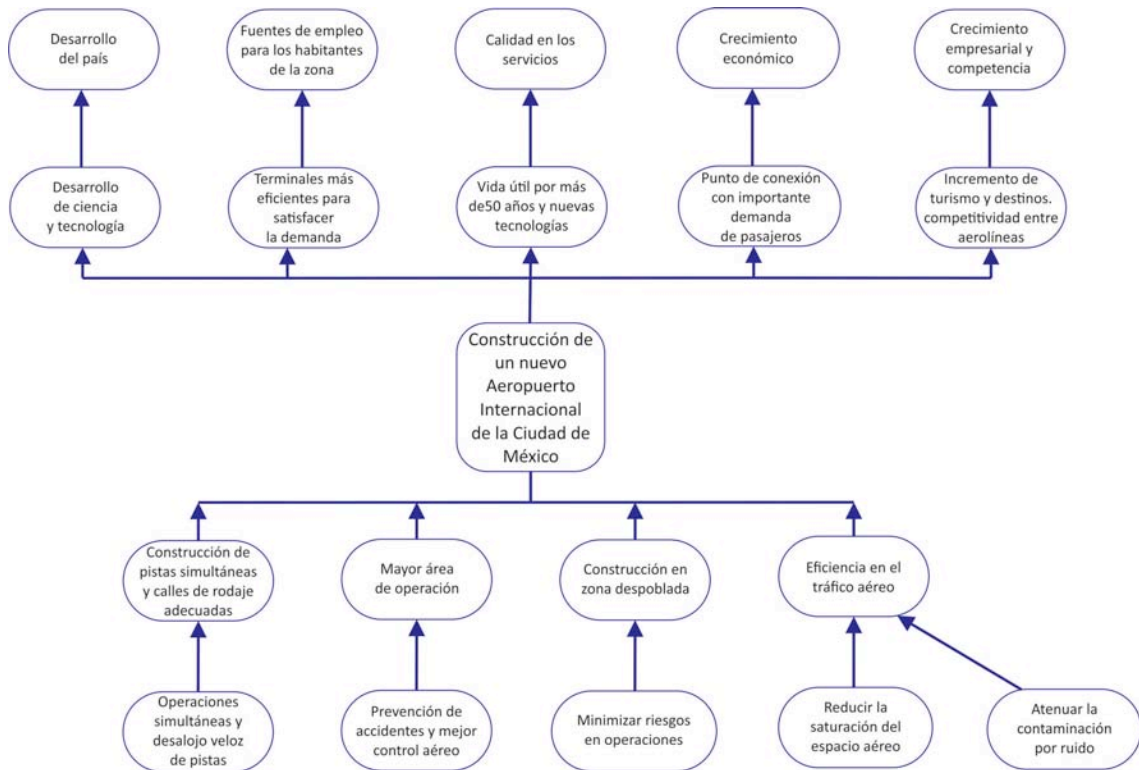 Desarrollo
del país
Fuentes de empleo
para los habitantes
de la zona
Calidad en los
servicios
Crecimiento
económico
Crecimiento
empresarial y
competencia
Desarrollo
de ciencia
y tecnología
Terminales más
eficientes para
satisfacer
la demanda
Vida útil por más
de50 años y nuevas
tecnologías
Punto de conexión
con importante
demanda
de pasajeros
Incremento de
turismo y destinos.
competitividad entre
aerolíneas
Construcción de
un nuevo
Aeropuerto
Internacional
de la Ciudad de
México
Construcción de
pistas simultáneas
y calles de rodaje
adecuadas
Mayor área
de operación
Construcción en
zona despoblada
Eficiencia en el
tráfico aéreo
Operaciones
simultáneas y
desalojo veloz
de pistas
Prevención de
accidentes y mejor
control aéreo
Minimizar riesgos
en operaciones
Reducir la
saturación del
espacio aéreo
Atenuar la
contaminación
por ruido